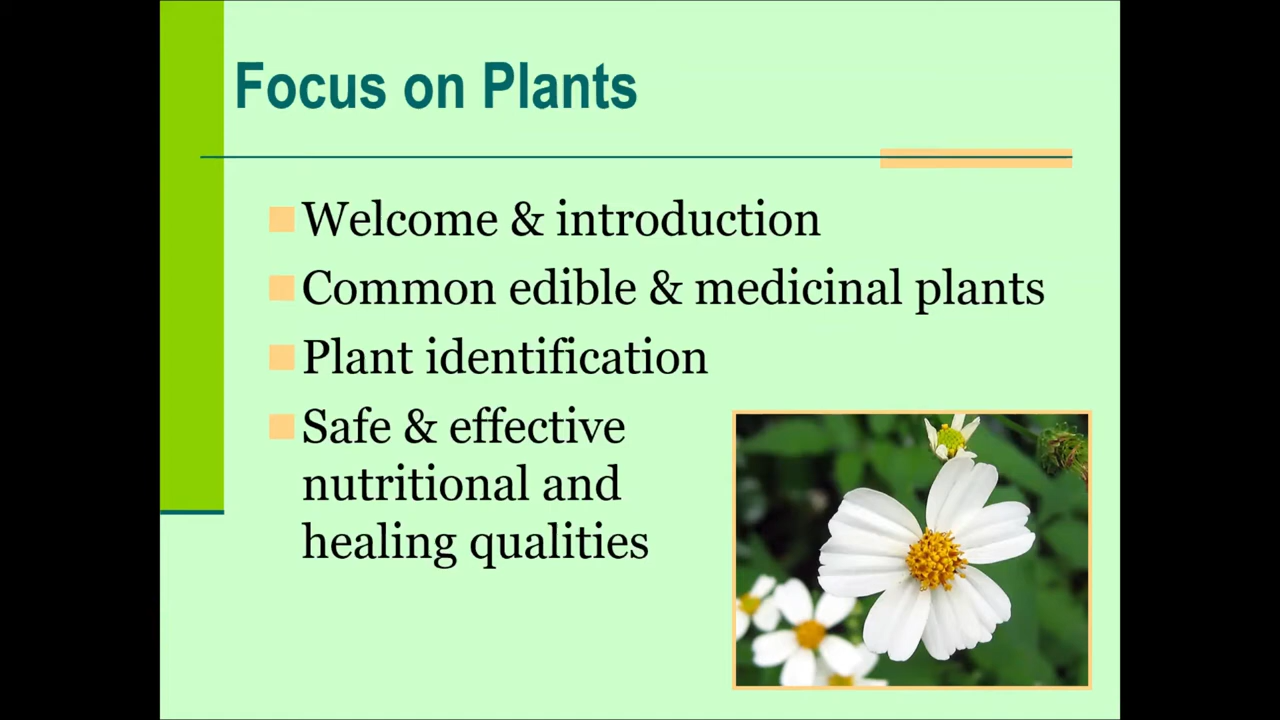 Focus on Plants
Welcome & introduction
Common edible & medicinal plants
Plant identification
Safe & effective
nutritional and
healing qualities